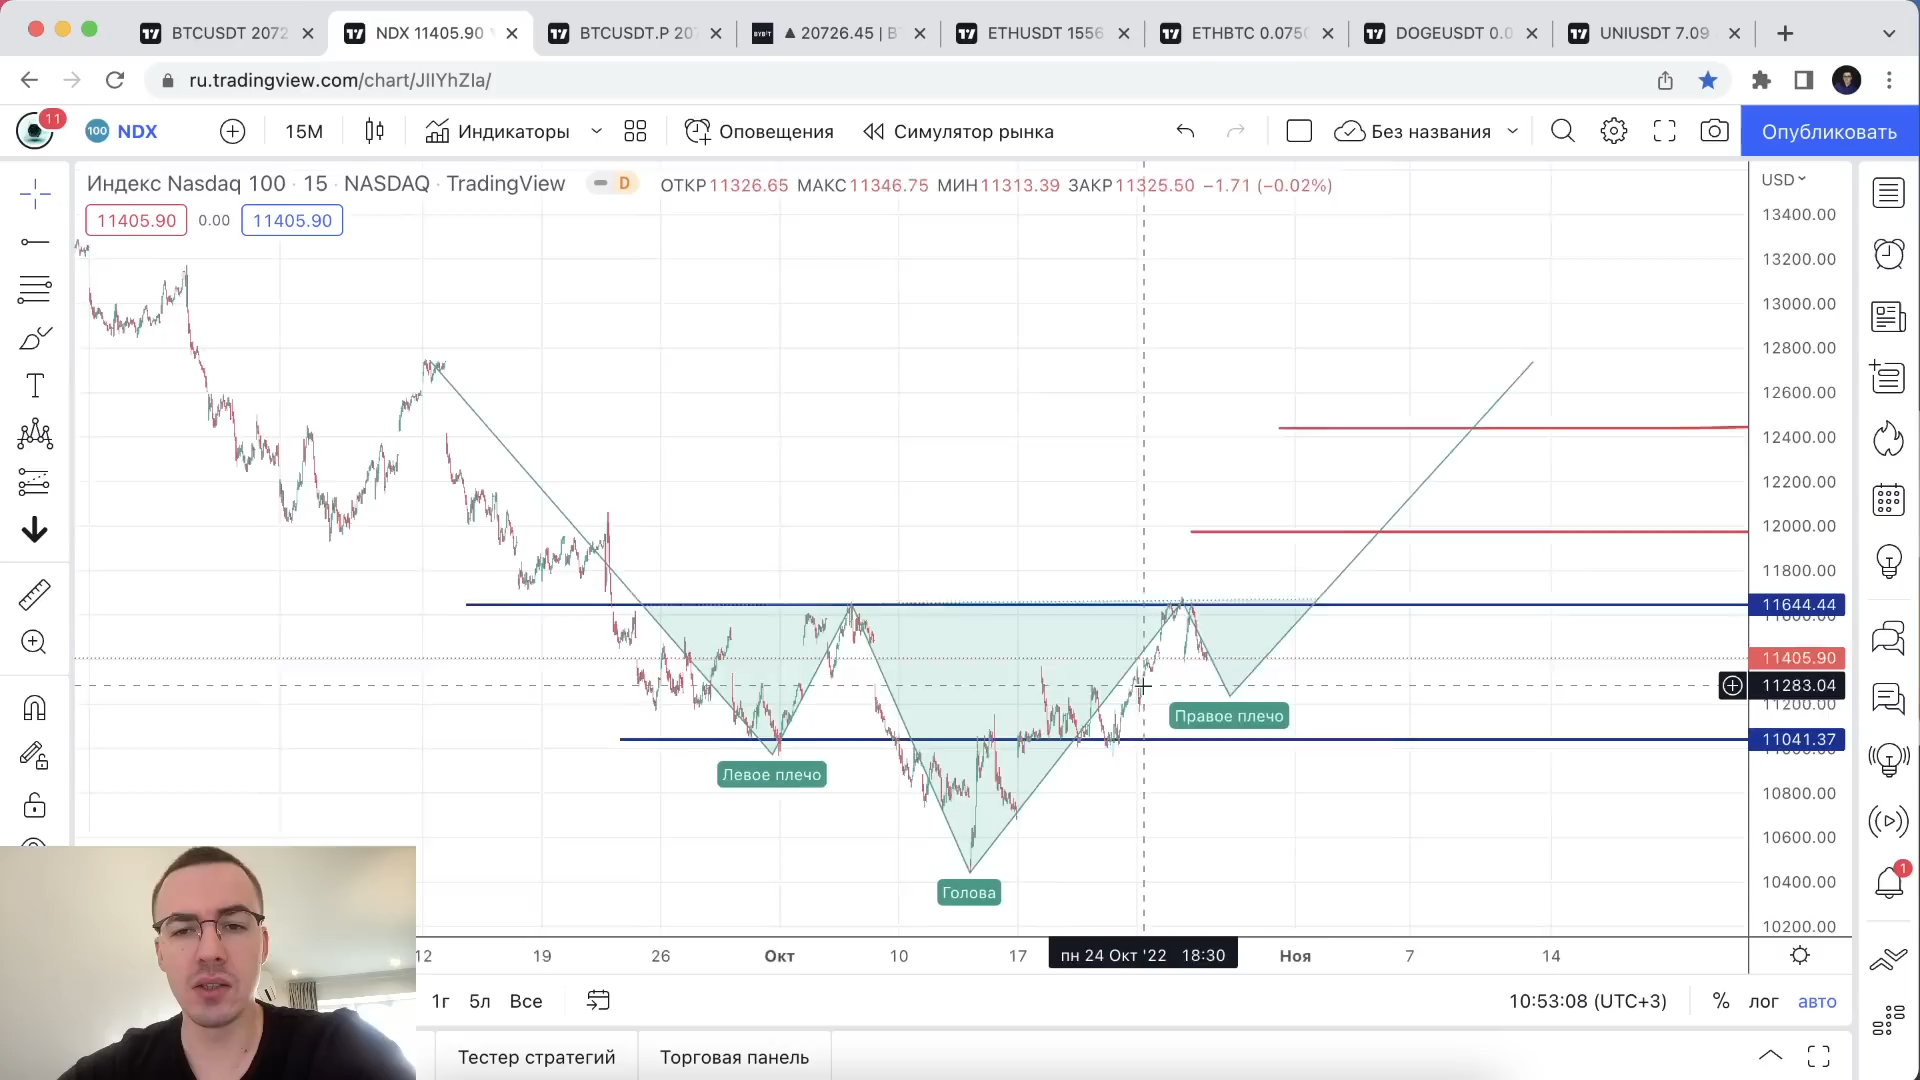 BTCUSDT 2072
NDX 11405.90
BTCUSDT.P 20
BYBIT
▲ 20726.45 | B
ETHUSDT 1556
ETHBTC 0.075
DOGEUSDT 0.0
UNIUSDT 7.09
ru.tradingview.com/chart/JlIYhZla/
11
100 NDX
15М
Индикаторы
Оповещения
Симулятор рынка
Без названия
Опубликовать
Индекс Nasdaq 100 · 15 · NASDAQ · TradingView
D
ОТКР 11326.65 МАКС 11346.75 МИН 11313.39 ЗАКР 11325.50 −1.71 (−0.02%)
USD
11405.90 0.00 11405.90
13400.00
13200.00
13000.00
12800.00
12600.00
12400.00
12200.00
12000.00
11800.00
11644.44
11405.90
11283.04
11200.00
11041.37
10800.00
10600.00
10400.00
10200.00
Правое плечо
Левое плечо
Голова
12 19 26 Окт 10 17 пн 24 Окт '22 18:30 Ноя 7 14
1г 5л Все
10:53:08 (UTC+3) % лог авто
1
Тестер стратегий Торговая панель